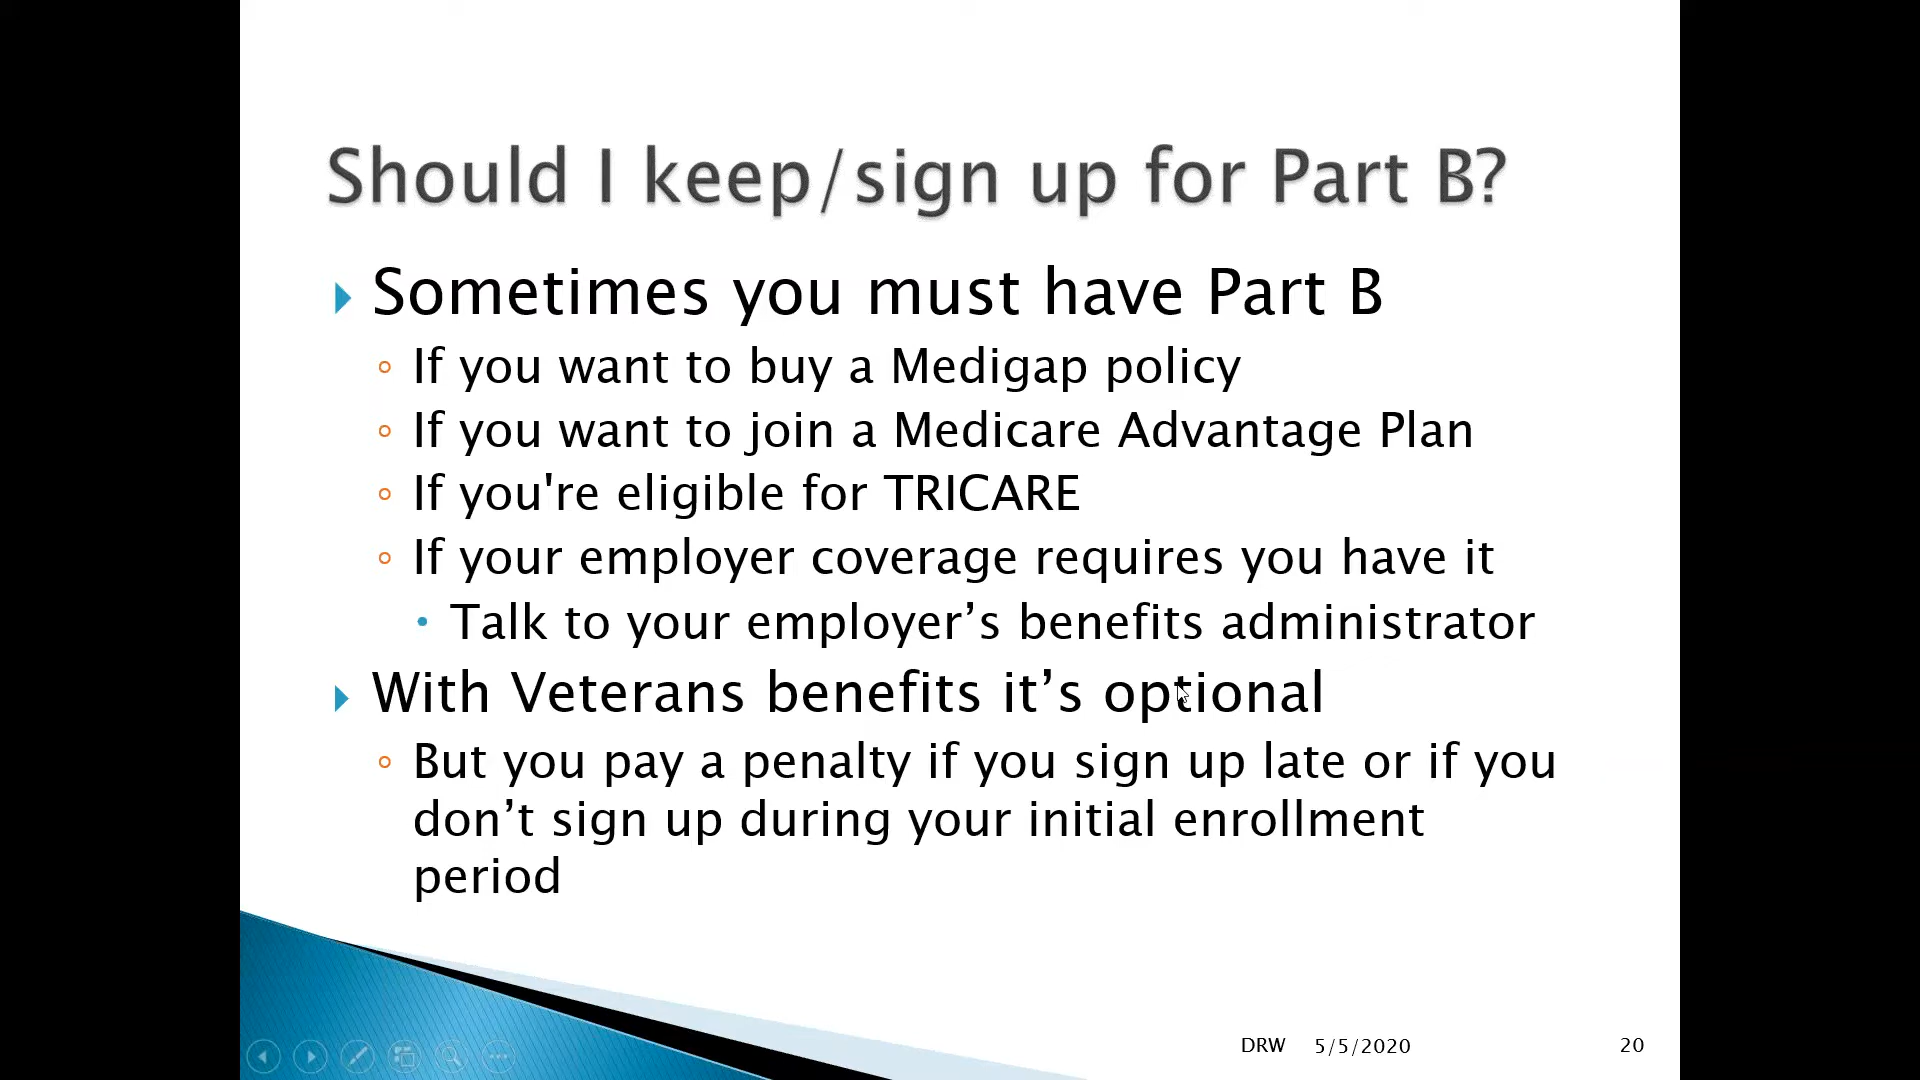 Should I keep/sign up for Part B?
Sometimes you must have Part B
If you want to buy a Medigap policy
If you want to join a Medicare Advantage Plan
If you're eligible for TRICARE
If your employer coverage requires you have it
Talk to your employer’s benefits administrator
With Veterans benefits it’s optional
But you pay a penalty if you sign up late or if you
don’t sign up during your initial enrollment
period
DRW 5/5/2020 20